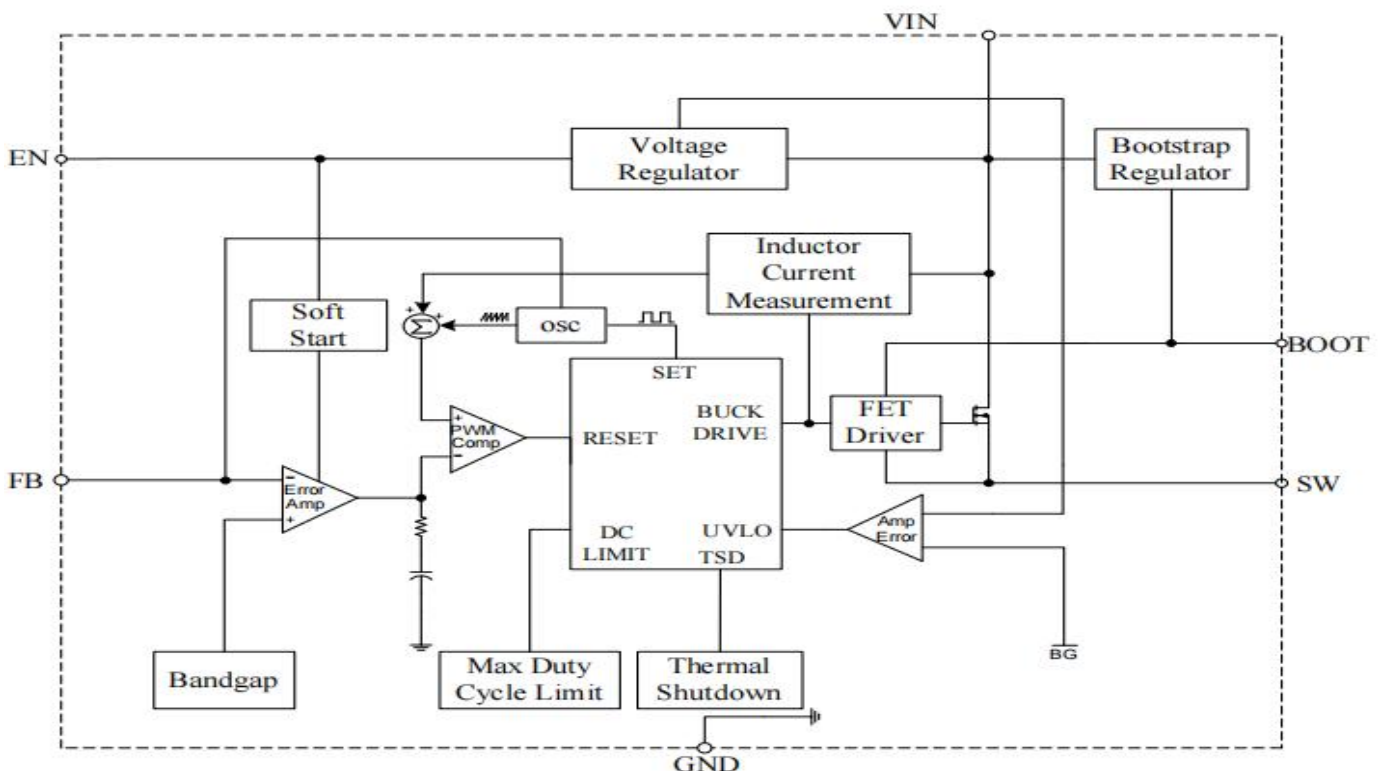 VIN
EN
Voltage
Regulator
Bootstrap
Regulator
Inductor
Current
Measurement
Soft
Start
+
+
Σ
osc
BOOT
SET
BUCK
DRIVE
FET
Driver
+
PWM
Comp
−
RESET
FB
−
Error
Amp
+
SW
DC
LIMIT
UVLO
TSD
Amp
Error
BG
Bandgap
Max Duty
Cycle Limit
Thermal
Shutdown
GND